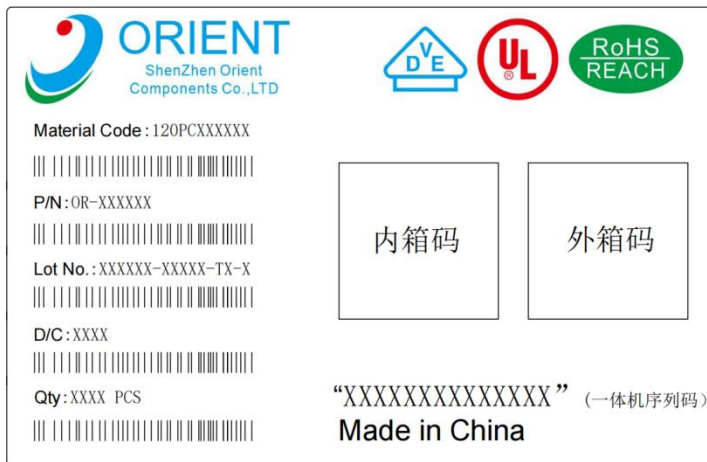 ORIENT
ShenZhen Orient
Components Co.,LTD
VDE
UL
®
RoHS
REACH
Material Code:120PCXXXXXX
P/N:OR-XXXXXX
Lot No.:XXXXXX-XXXXX-TX-X
D/C:XXXX
Qty:XXXX PCS
内箱码
外箱码
“XXXXXXXXXXXXXX”(一体机序列码)
Made in China